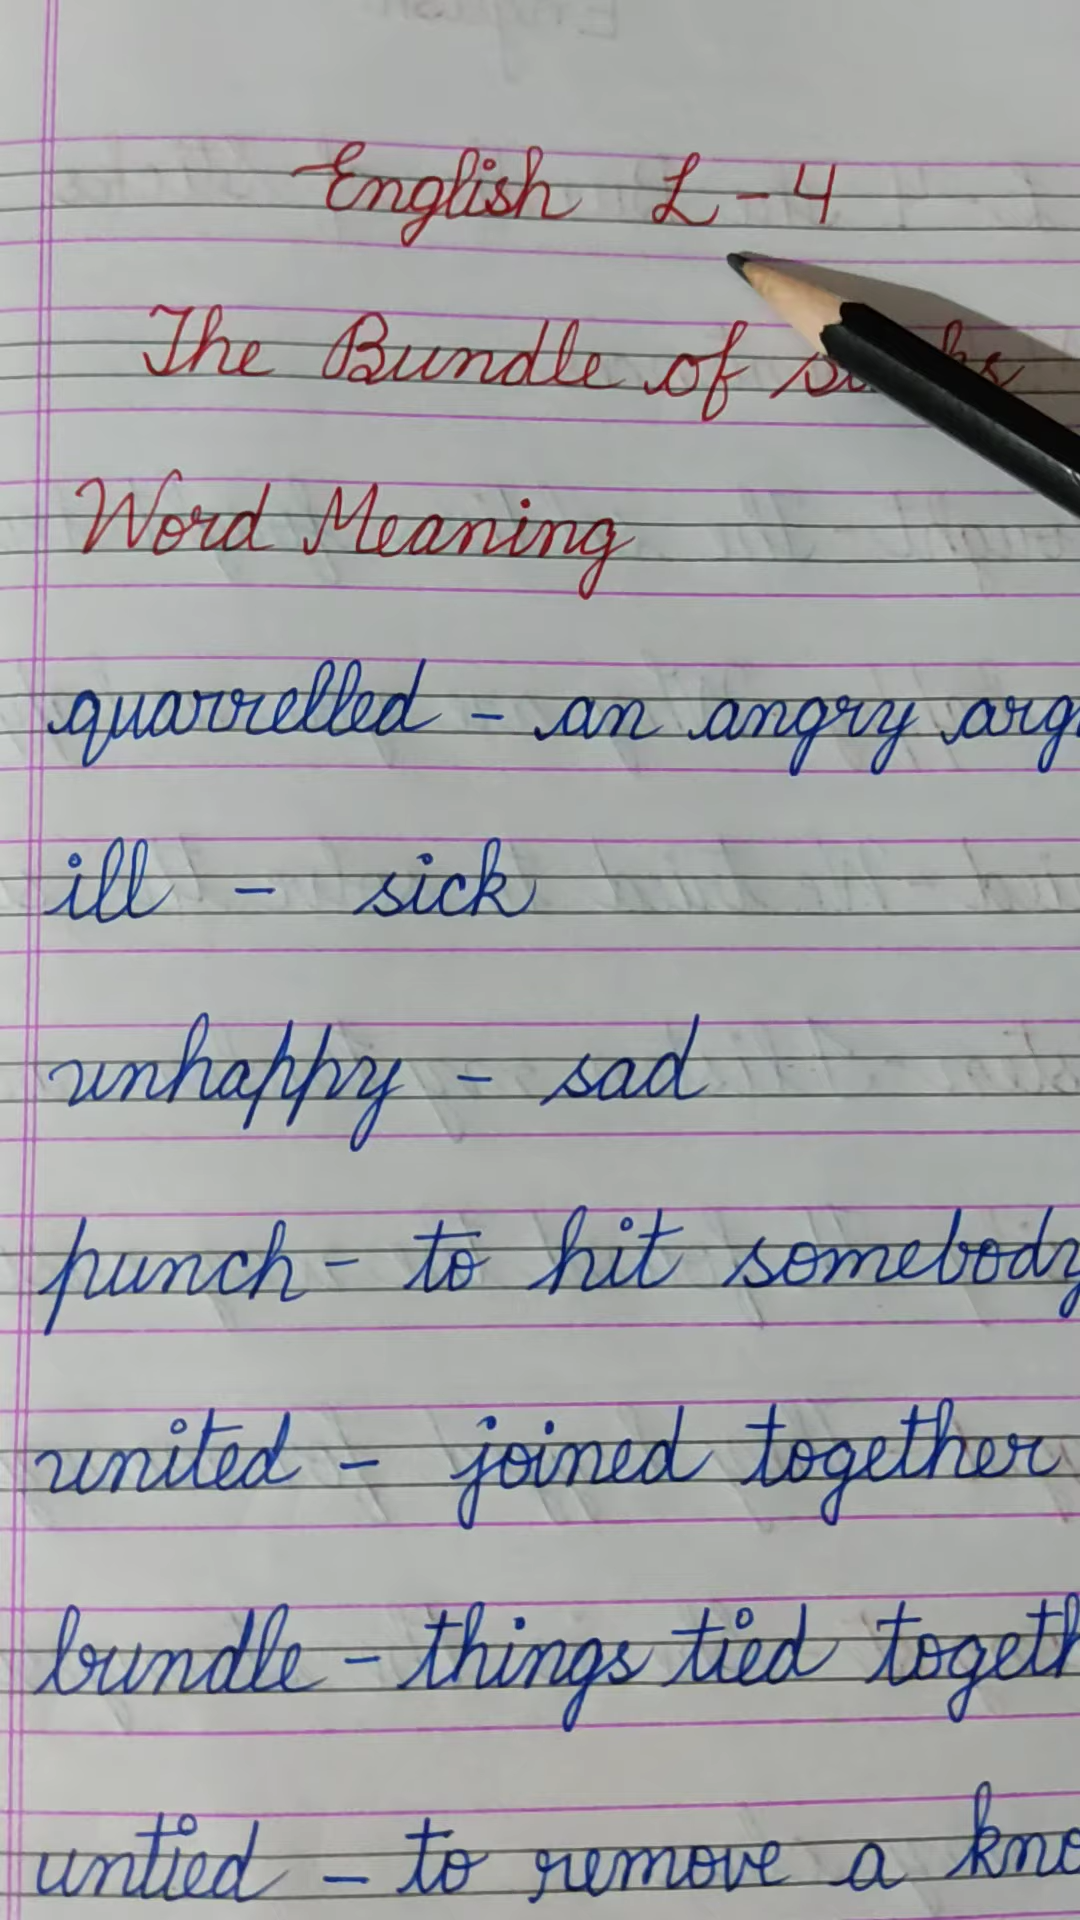 English L-4
The Bundle of
Word Meaning
quarrelled - an angry
ill - sick
unhappy - sad
punch - to hit somebody
united - joined together
bundle - things tied
untied - to remove a